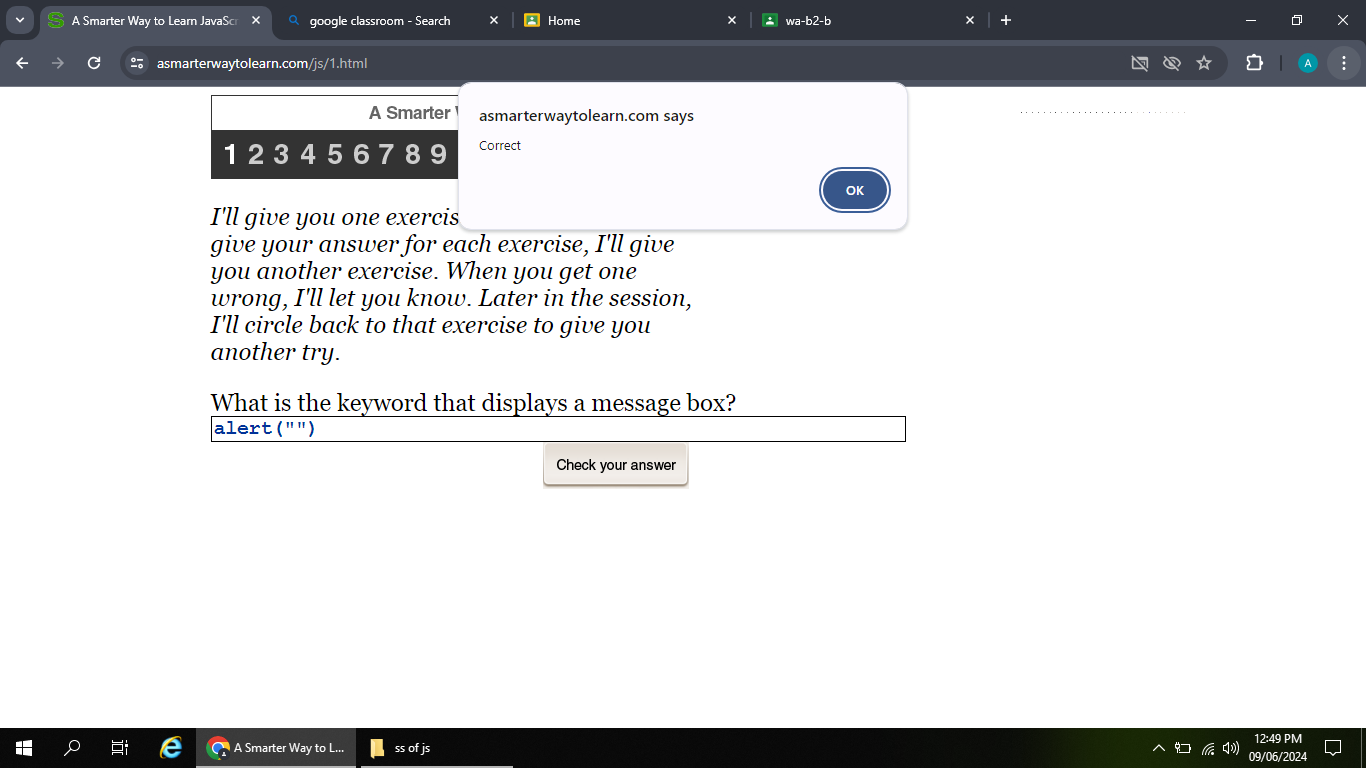 A Smarter Way to Learn JavaScr
google classroom - Search
Home
wa-b2-b
asmarterwaytolearn.com/js/1.html
A
A Smarter
asmarterwaytolearn.com says
Correct
OK
1 2 3 4 5 6 7 8 9
I'll give you one exercis
give your answer for each exercise, I'll give
you another exercise. When you get one
wrong, I'll let you know. Later in the session,
I'll circle back to that exercise to give you
another try.
What is the keyword that displays a message box?
alert("")
Check your answer
A Smarter Way to L...
ss of js
12:49 PM
09/06/2024